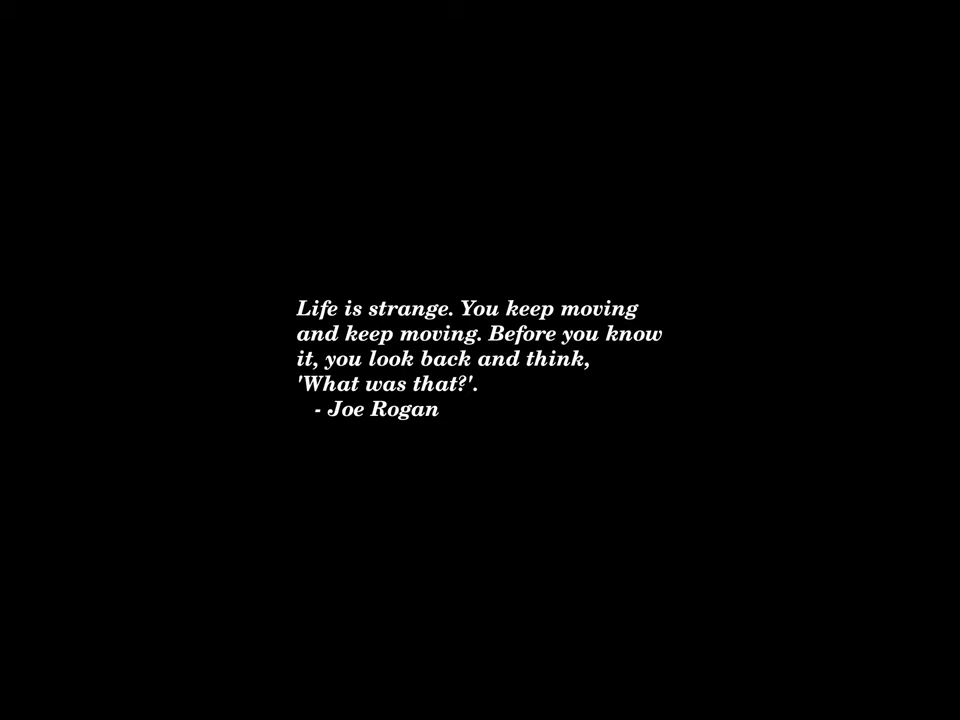 Life is strange. You keep moving
and keep moving. Before you know
it, you look back and think,
'What was that?'.
- Joe Rogan